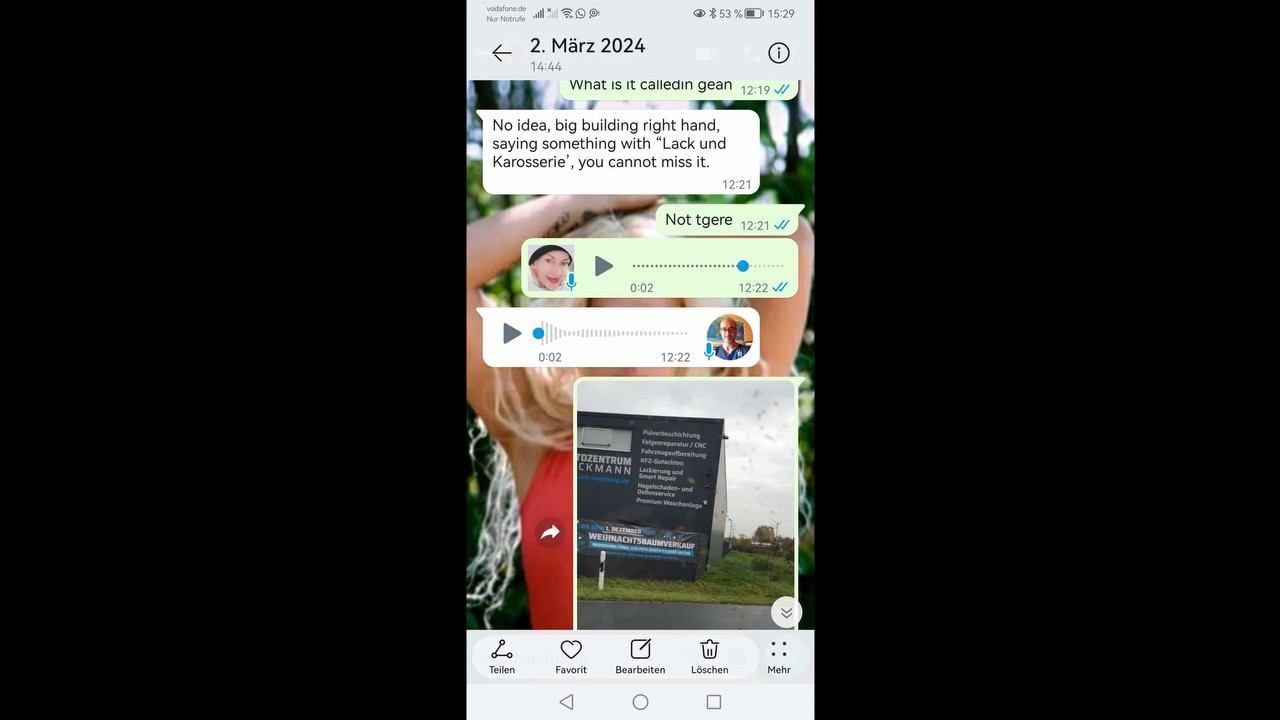 vodafone.de
Nur Notrufe
53 %
15:29
2. März 2024
14:44
What is it calledin gean 12:19
No idea, big building right hand,
saying something with “Lack und
Karosserie’, you cannot miss it.
12:21
Not tgere 12:21
0:02 12:22
0:02 12:22
Pulverbeschichtung
Felgenreparatur / CNC
Fahrzeugaufbereitung
KFZ-Gutachten
Lackierung und
Smart Repair
Hagelschaden- und
Dellenservice
Premium Waschanlage
TOZENTRUM
CKMANN
1. DEZEMBER
WEIHNACHTSBAUMVERKAUF
Teilen Favorit Bearbeiten Löschen Mehr